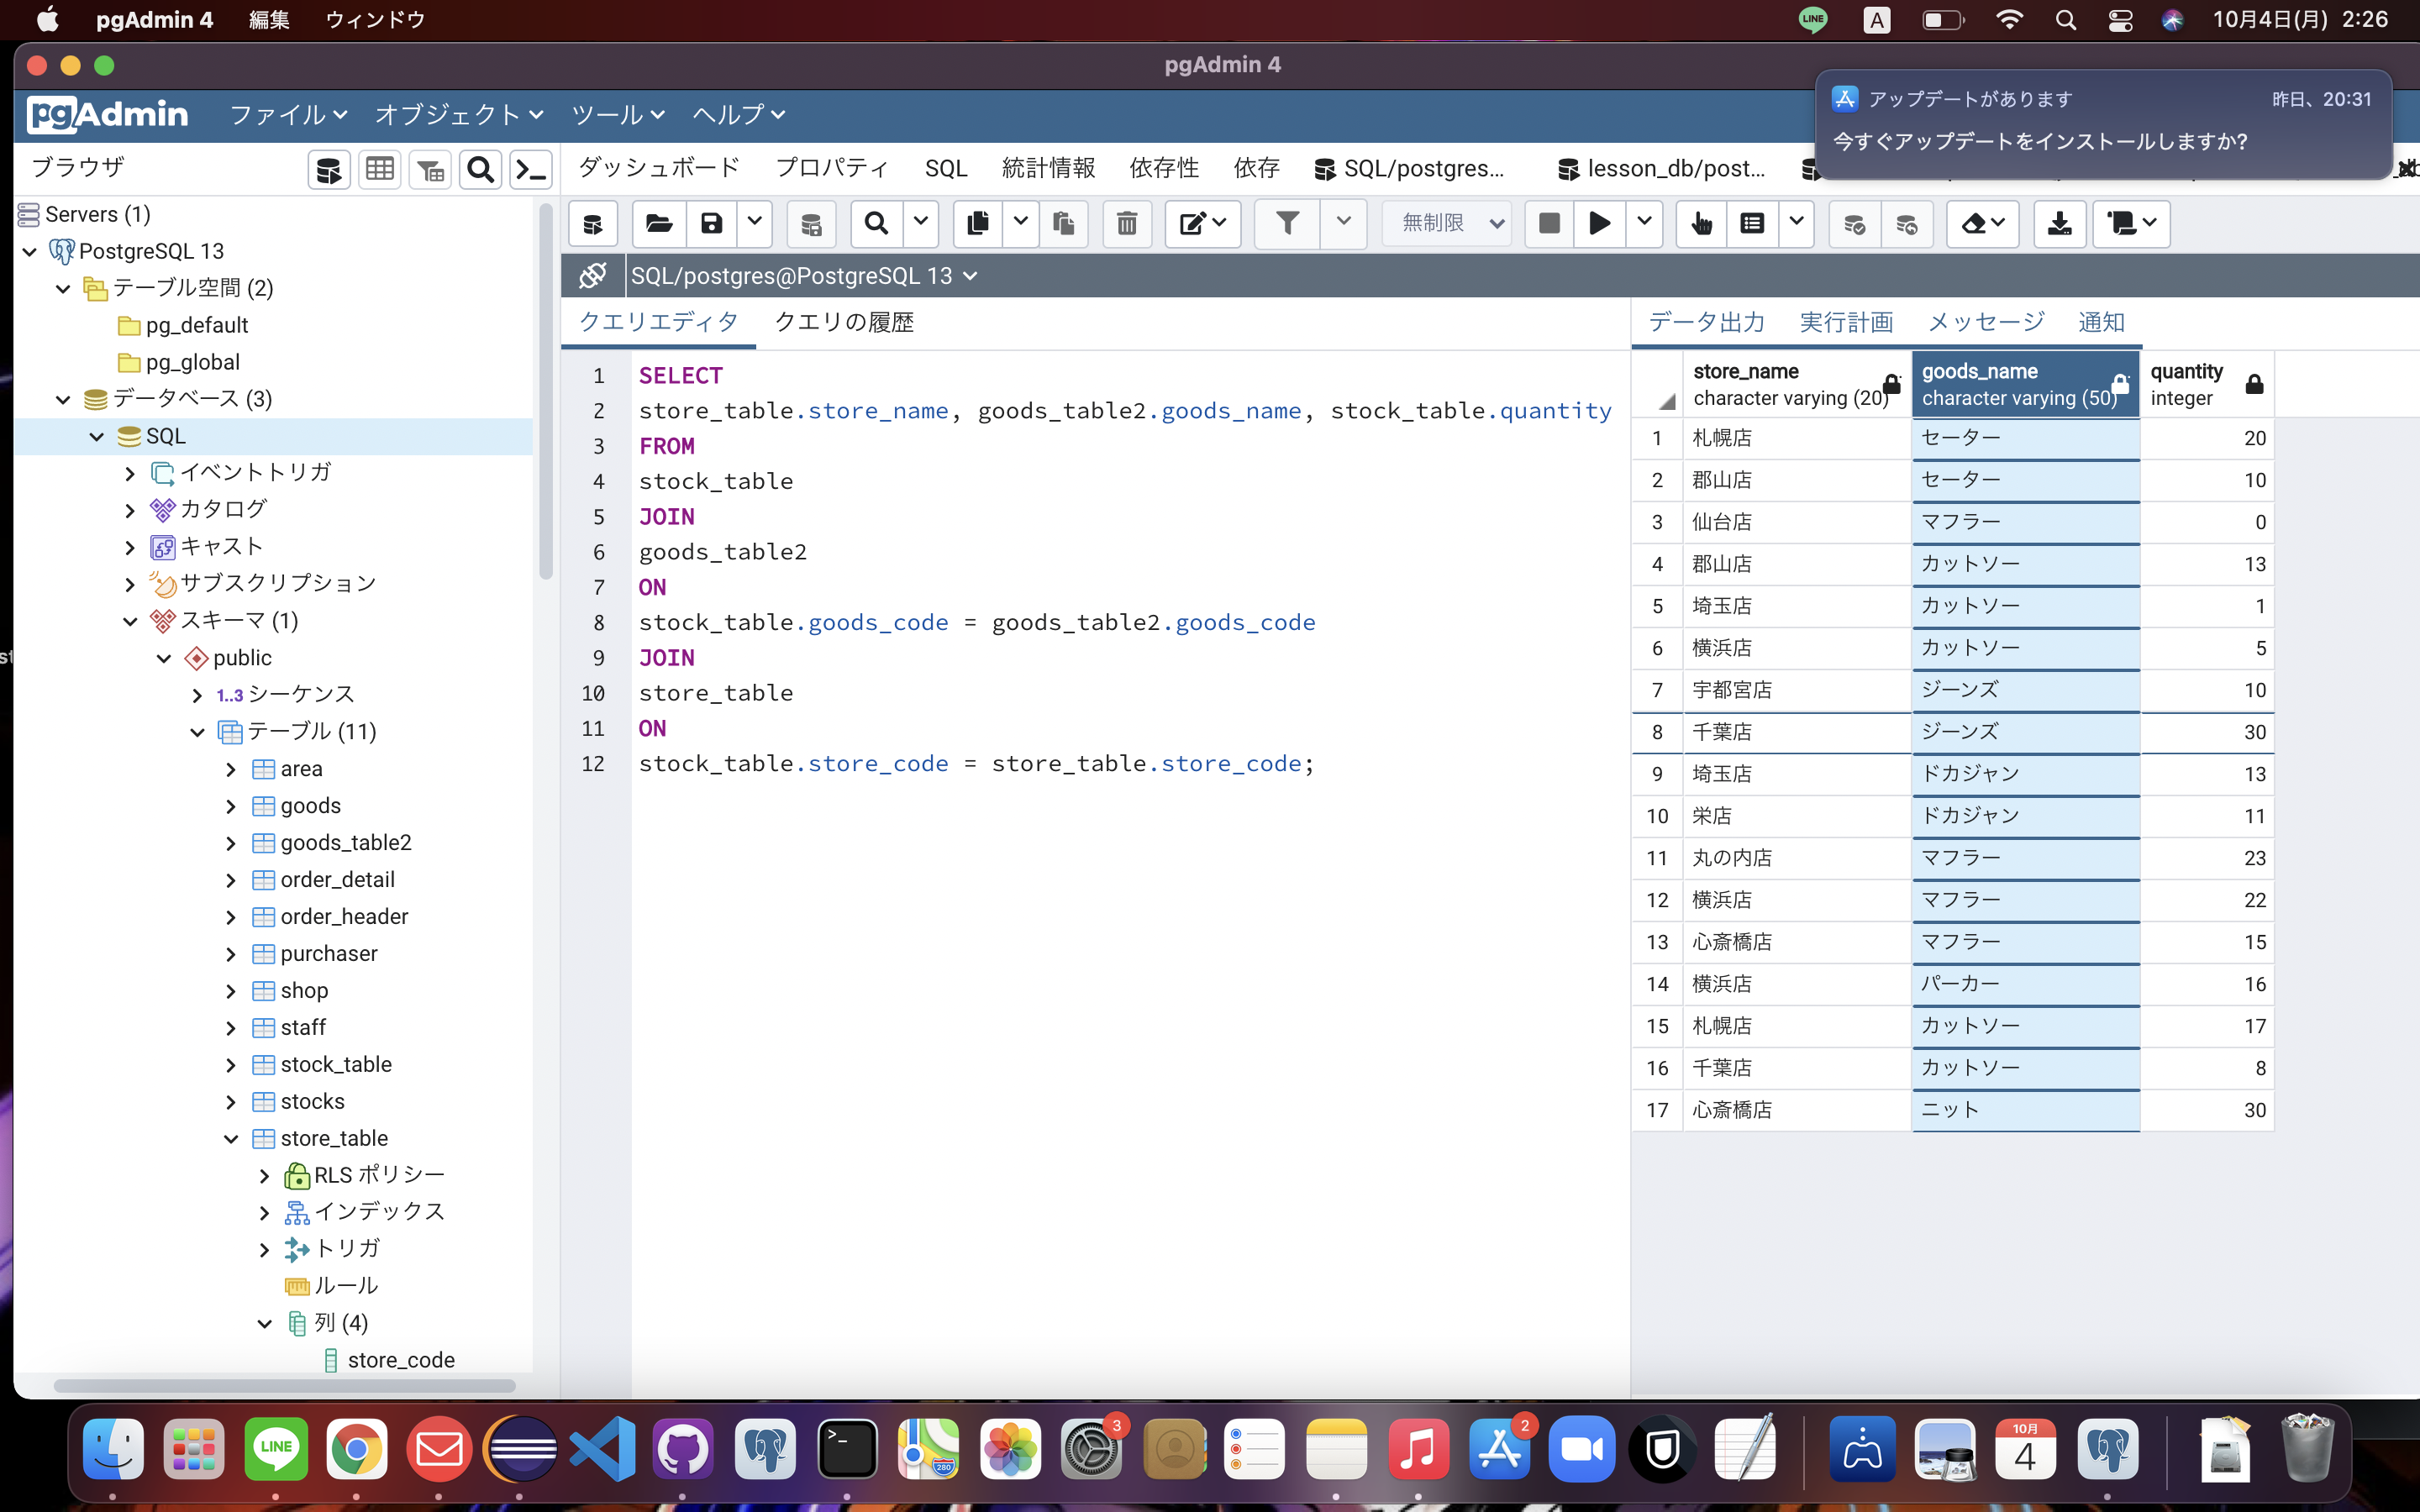 pgAdmin 4 編集 ウィンドウ
LINE A 10月4日(月) 2:26
pgAdmin 4
アップデートがあります 昨日、20:31
今すぐアップデートをインストールしますか?
pgAdmin ファイル オブジェクト ツール ヘルプ
ブラウザ
ダッシュボード プロパティ SQL 統計情報 依存性 依存 SQL/postgres... lesson_db/post...
Servers (1)
PostgreSQL 13
テーブル空間 (2)
pg_default
pg_global
データベース (3)
SQL
イベントトリガ
カタログ
キャスト
サブスクリプション
スキーマ (1)
public
1..3 シーケンス
テーブル (11)
area
goods
goods_table2
order_detail
order_header
purchaser
shop
staff
stock_table
stocks
store_table
RLS ポリシー
インデックス
トリガ
ルール
列 (4)
store_code
無制限
SQL/postgres@PostgreSQL 13
クエリエディタ クエリの履歴
1 SELECT
2 store_table.store_name, goods_table2.goods_name, stock_table.quantity
3 FROM
4 stock_table
5 JOIN
6 goods_table2
7 ON
8 stock_table.goods_code = goods_table2.goods_code
9 JOIN
10 store_table
11 ON
12 stock_table.store_code = store_table.store_code;
データ出力 実行計画 メッセージ 通知
store_name goods_name quantity
character varying (20) character varying (50) integer
1 札幌店 セーター 20
2 郡山店 セーター 10
3 仙台店 マフラー 0
4 郡山店 カットソー 13
5 埼玉店 カットソー 1
6 横浜店 カットソー 5
7 宇都宮店 ジーンズ 10
8 千葉店 ジーンズ 30
9 埼玉店 ドカジャン 13
10 栄店 ドカジャン 11
11 丸の内店 マフラー 23
12 横浜店 マフラー 22
13 心斎橋店 マフラー 15
14 横浜店 パーカー 16
15 札幌店 カットソー 17
16 千葉店 カットソー 8
17 心斎橋店 ニット 30
LINE >_ 280 3 2 10月 4